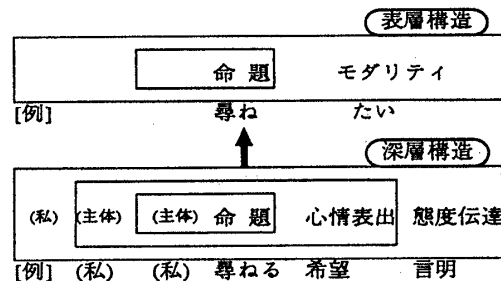 表層構造
命題 モダリティ
[例] 尋ね たい
深層構造
(私) (主体) (主体) 命題 心情表出 態度伝達
[例] (私) (私) 尋ねる 希望 言明